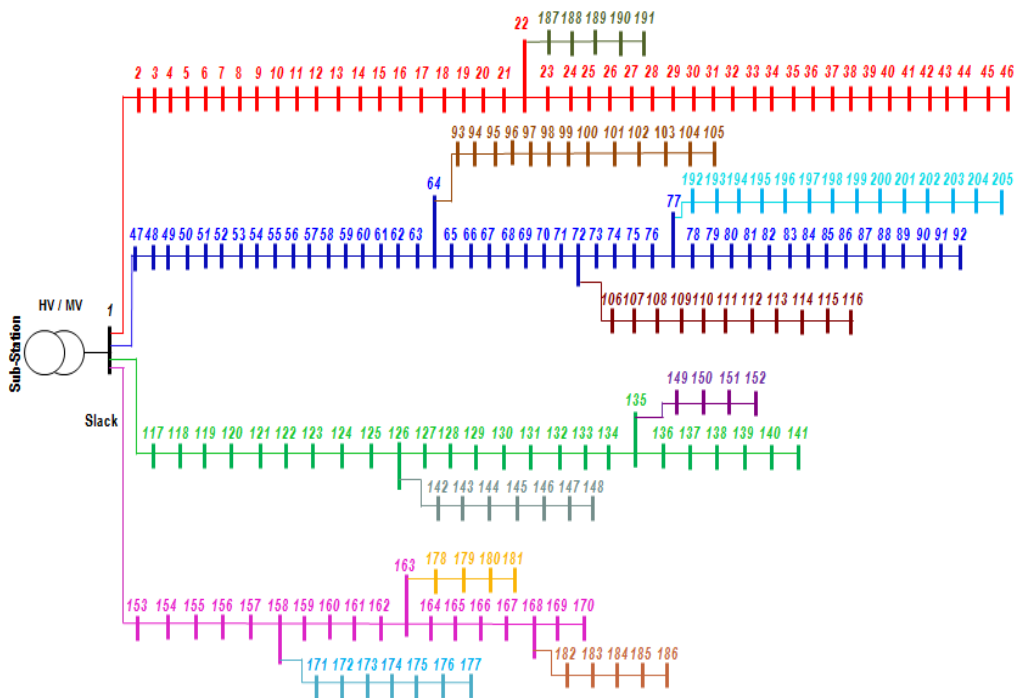 187 188 189 190 191
22
2 3 4 5 6 7 8 9 10 11 12 13 14 15 16 17 18 19 20 21
23 24 25 26 27 28 29 30 31 32 33 34 35 36 37 38 39 40 41 42 43 44 45 46
93 94 95 96 97 98 99 100 101 102 103 104 105
64
192 193 194 195 196 197 198 199 200 201 202 203 204 205
77
47 48 49 50 51 52 53 54 55 56 57 58 59 60 61 62 63
65 66 67 68 69 70 71 72 73 74 75 76
78 79 80 81 82 83 84 85 86 87 88 89 90 91 92
106 107 108 109 110 111 112 113 114 115 116
HV / MV
1
Sub-Station
Slack
149 150 151 152
135
117 118 119 120 121 122 123 124 125 126 127 128 129 130 131 132 133 134
136 137 138 139 140 141
142 143 144 145 146 147 148
178 179 180 181
163
153 154 155 156 157 158 159 160 161 162
164 165 166 167 168 169 170
171 172 173 174 175 176 177
182 183 184 185 186